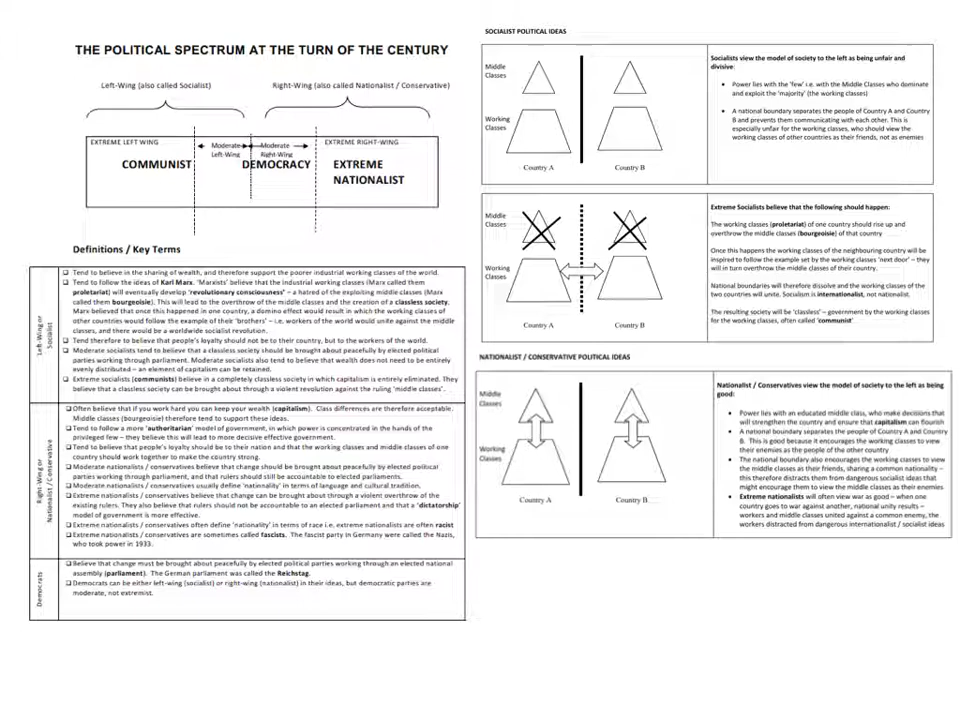 THE POLITICAL SPECTRUM AT THE TURN OF THE CENTURY
Left-Wing (also called Socialist)
Right-Wing (also called Nationalist / Conservative)
EXTREME LEFT WING
Moderate
Left-Wing
Moderate
Right-Wing
EXTREME RIGHT-WING
COMMUNIST
DEMOCRACY
EXTREME
NATIONALIST
Definitions / Key Terms
Left-Wing or
Socialist
Tend to believe in the sharing of wealth, and therefore support the poorer industrial working classes of the world.
Tend to follow the ideas of Karl Marx. 'Marxists' believe that the industrial working classes (Marx called them
proletariat) will eventually develop 'revolutionary consciousness' – a hatred of the exploiting middle classes (Marx
called them bourgeoisie). This will lead to the overthrow of the middle classes and the creation of a classless society.
Marx believed that once this happened in one country, a domino effect would result in which the working classes of
other countries would follow the example of their 'brothers' – i.e. workers of the world would unite against the middle
classes, and there would be a worldwide socialist revolution.
Tend therefore to believe that people's loyalty should be not to their country, but to the workers of the world.
Moderate socialists tend to believe that a classless society should be brought about peacefully by elected political
parties working through parliament. Moderate socialists also tend to believe that wealth does not need to be entirely
evenly distributed – an element of capitalism can be retained.
Extreme socialists (communists) believe in a completely classless society in which capitalism is entirely eliminated. They
believe that a classless society can be brought about through a violent revolution against the ruling 'middle classes'.
Right-Wing or
Nationalist / Conservative
Often believe that if you work hard you can keep your wealth (capitalism). Class differences are therefore acceptable.
Middle classes (bourgeoisie) therefore tend to support these ideas.
Tend to follow a more 'authoritarian' model of government, in which power is concentrated in the hands of the
privileged few – they believe this will lead to more decisive effective government.
Tend to believe that people's loyalty should be to their nation and that the working classes and middle classes of one
country should work together to make the country strong.
Moderate nationalists / conservatives believe that change should be brought about peacefully by elected political
parties working through parliament, and that rulers should still be accountable to elected parliaments.
Moderate nationalists / conservatives usually define 'nationality' in terms of language and cultural tradition.
Extreme nationalists / conservatives believe that change can be brought about through a violent overthrow of the
existing rulers. They also believe that rulers should not be accountable to an elected parliament and that a 'dictatorship'
model of government is more effective.
Extreme nationalists / conservatives often define 'nationality' in terms of race i.e. extreme nationalists are often racist
Extreme nationalists / conservatives are sometimes called fascists. The fascist party in Germany were called the Nazis,
who took power in 1933.
Democrats
Believe that change must be brought about peacefully by elected political parties working through an elected national
assembly (parliament). The German parliament was called the Reichstag.
Democrats can be either left-wing (socialist) or right-wing (nationalist) in their ideas, but democratic parties are
moderate, not extremist.
SOCIALIST POLITICAL IDEAS
Middle
Classes
Working
Classes
Country A
Country B
Socialists view the model of society to the left as being unfair and
divisive:
Power lies with the 'few' i.e. with the Middle Classes who dominate
and exploit the 'majority' (the working classes)
A national boundary separates the people of Country A and Country
B and prevents them communicating with each other. This is
especially unfair for the working classes, who should view the
working classes of other countries as their friends, not as enemies
Middle
Classes
Working
Classes
Country A
Country B
Extreme Socialists believe that the following should happen:
The working classes (proletariat) of one country should rise up and
overthrow the middle classes (bourgeoisie) of that country
Once this happens the working classes of the neighbouring country will be
inspired to follow the example set by the working classes 'next door' – they
will in turn overthrow the middle classes of their country.
National boundaries will therefore dissolve and the working classes of the
two countries will unite. Socialism is internationalist, not nationalist.
The resulting society will be 'classless' – government by the working classes
for the working classes, often called 'communist'.
NATIONALIST / CONSERVATIVE POLITICAL IDEAS
Middle
Classes
Working
Classes
Country A
Country B
Nationalist / Conservatives view the model of society to the left as being
good:
Power lies with an educated middle class, who make decisions that
will strengthen the country and ensure that capitalism can flourish
A national boundary separates the people of Country A and Country
B. This is good because it encourages the working classes to view
their enemies as the people of the other country
The national boundary also encourages the working classes to view
the middle classes as their friends, sharing a common nationality –
this therefore distracts them from dangerous socialist ideas that
might encourage them to view the middle classes as their enemies
Extreme nationalists will often view war as good – when one
country goes to war against another, national unity results –
workers and middle classes united against a common enemy, the
workers distracted from dangerous internationalist / socialist ideas